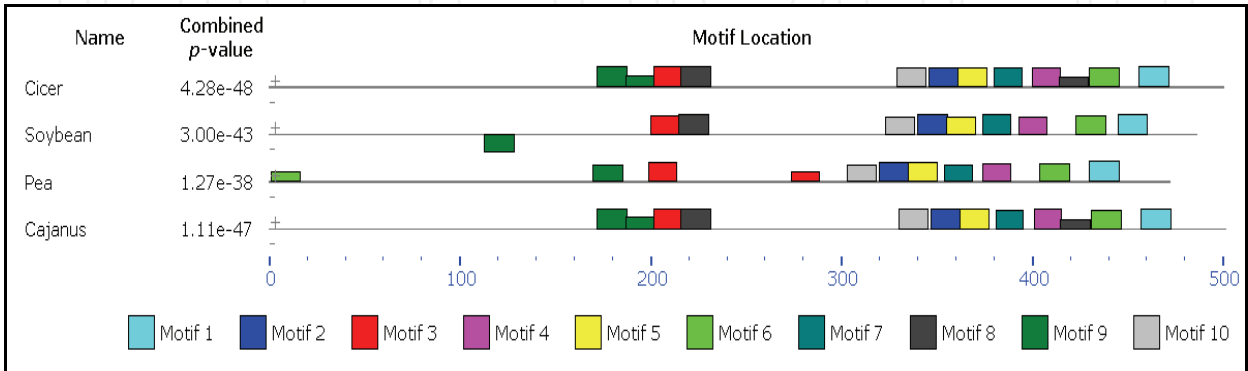 Name Combined p-value Motif Location
Cicer 4.28e-48 +
-
Soybean 3.00e-43 +
-
Pea 1.27e-38 +
-
Cajanus 1.11e-47 +
-
0 100 200 300 400 500
Motif 1 Motif 2 Motif 3 Motif 4 Motif 5 Motif 6 Motif 7 Motif 8 Motif 9 Motif 10